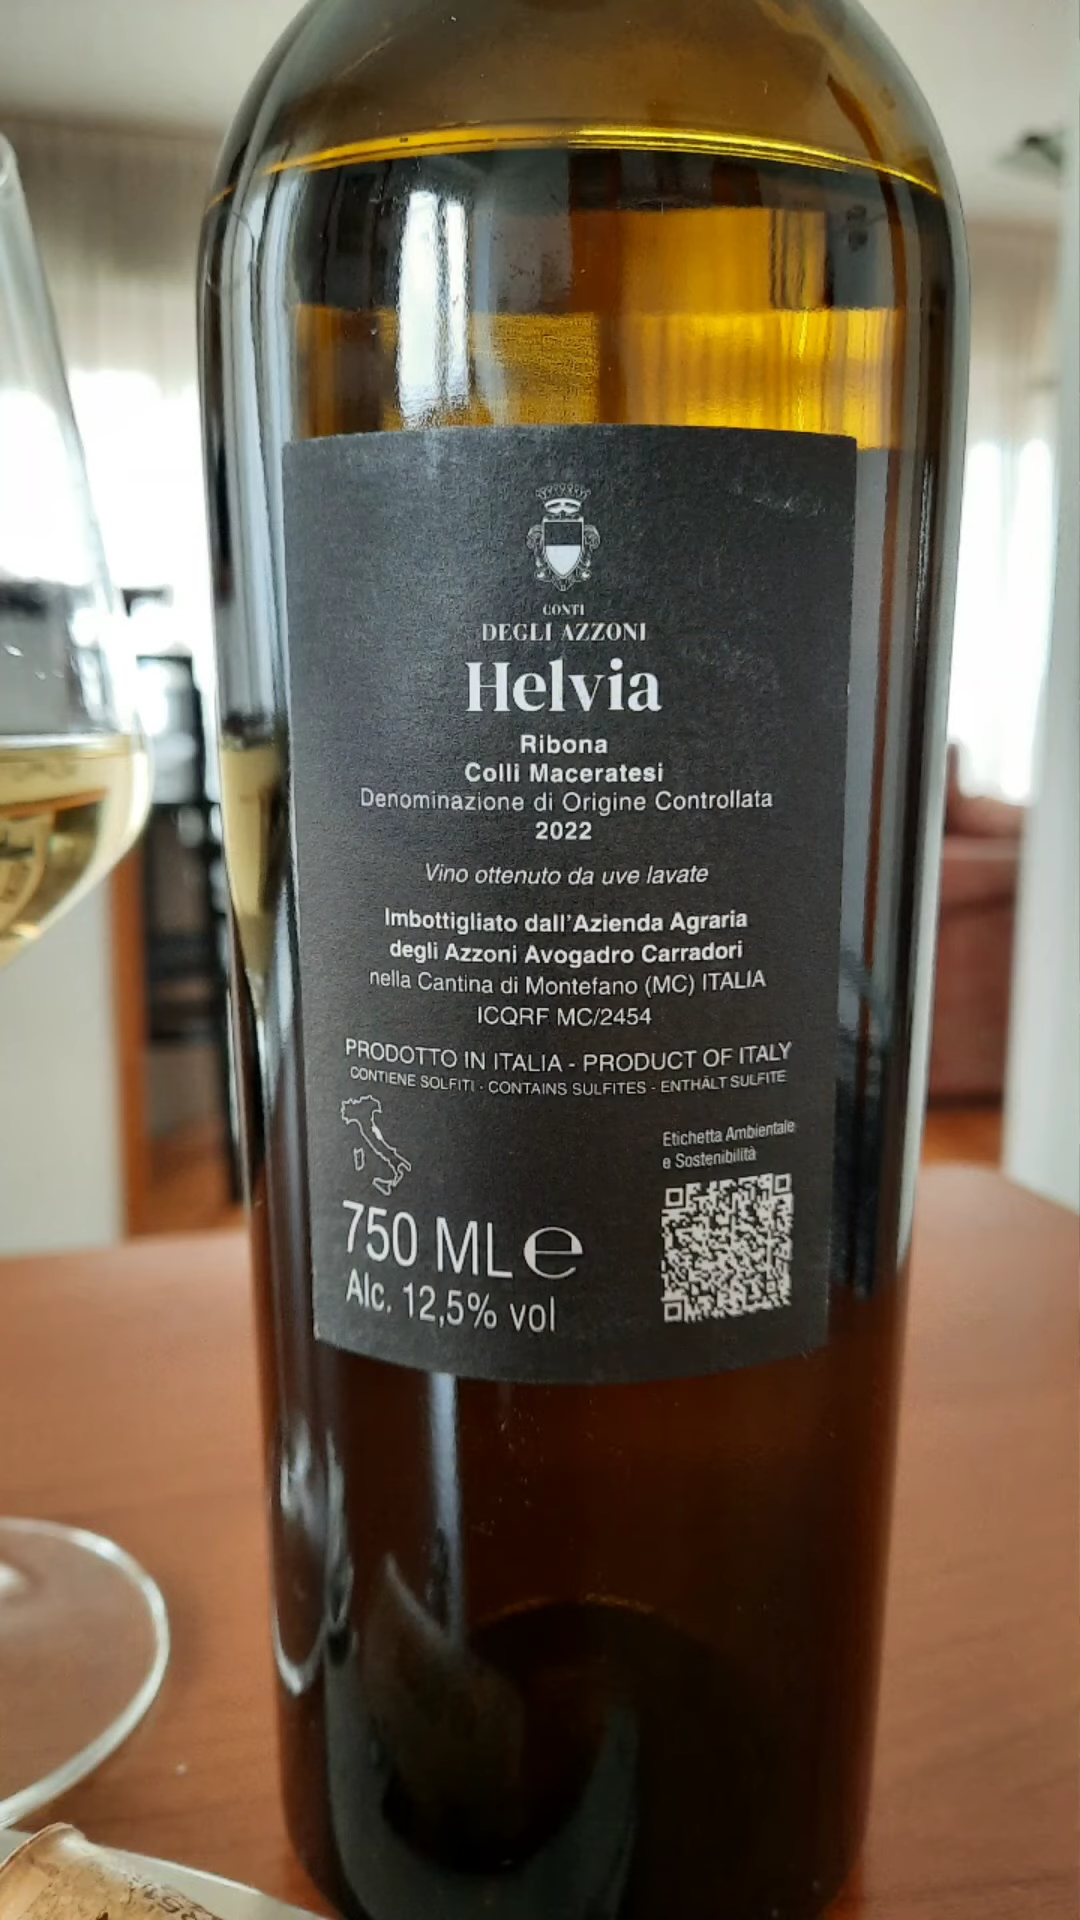 CONTI
DEGLI AZZONI
Helvia
Ribona
Colli Maceratesi
Denominazione di Origine Controllata
2022
Vino ottenuto da uve lavate
Imbottigliato dall'Azienda Agraria
degli Azzoni Avogadro Carradori
nella Cantina di Montefano (MC) ITALIA
ICQRF MC/2454
PRODOTTO IN ITALIA - PRODUCT OF ITALY
CONTIENE SOLFITI - CONTAINS SULFITES - ENTHÄLT SULFITE
Etichetta Ambientale
e Sostenibilità
750 ML e
Alc. 12,5% vol